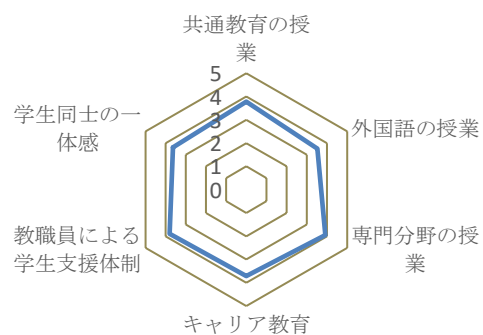 共通教育の授
業
5
4
3
2
1
0
外国語の授業
専門分野の授
業
キャリア教育
教職員による
学生支援体制
学生同士の一
体感